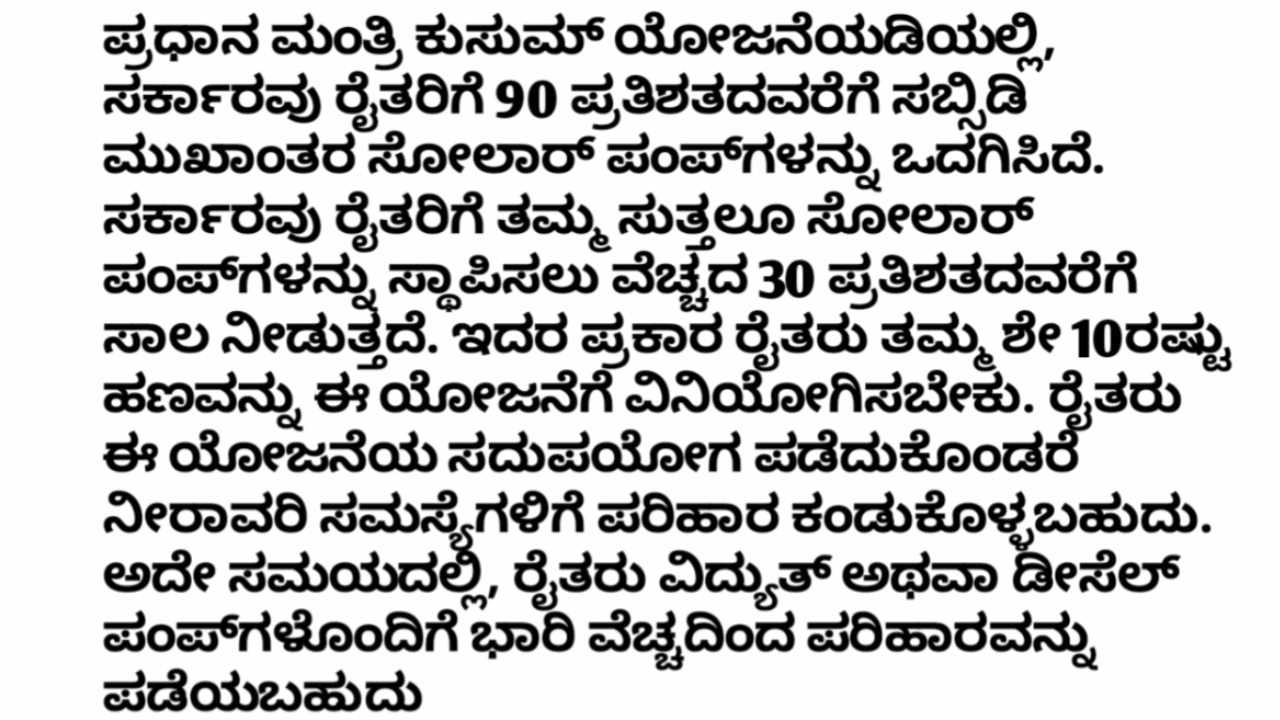 ಪ್ರಧಾನ ಮಂತ್ರಿ ಕುಸುಮ್ ಯೋಜನೆಯಡಿಯಲ್ಲಿ,
ಸರ್ಕಾರವು ರೈತರಿಗೆ 90 ಪ್ರತಿಶತದವರೆಗೆ ಸಬ್ಸಿಡಿ
ಮುಖಾಂತರ ಸೋಲಾರ್ ಪಂಪ್‌ಗಳನ್ನು ಒದಗಿಸಿದೆ.
ಸರ್ಕಾರವು ರೈತರಿಗೆ ತಮ್ಮ ಸುತ್ತಲೂ ಸೋಲಾರ್
ಪಂಪ್‌ಗಳನ್ನು ಸ್ಥಾಪಿಸಲು ವೆಚ್ಚದ 30 ಪ್ರತಿಶತದವರೆಗೆ
ಸಾಲ ನೀಡುತ್ತದೆ. ಇದರ ಪ್ರಕಾರ ರೈತರು ತಮ್ಮ ಶೇ 10ರಷ್ಟು
ಹಣವನ್ನು ಈ ಯೋಜನೆಗೆ ವಿನಿಯೋಗಿಸಬೇಕು. ರೈತರು
ಈ ಯೋಜನೆಯ ಸದುಪಯೋಗ ಪಡೆದುಕೊಂಡರೆ
ನೀರಾವರಿ ಸಮಸ್ಯೆಗಳಿಗೆ ಪರಿಹಾರ ಕಂಡುಕೊಳ್ಳಬಹುದು.
ಅದೇ ಸಮಯದಲ್ಲಿ, ರೈತರು ವಿದ್ಯುತ್ ಅಥವಾ ಡೀಸೆಲ್
ಪಂಪ್‌ಗಳೊಂದಿಗೆ ಭಾರಿ ವೆಚ್ಚದಿಂದ ಪರಿಹಾರವನ್ನು
ಪಡೆಯಬಹುದು